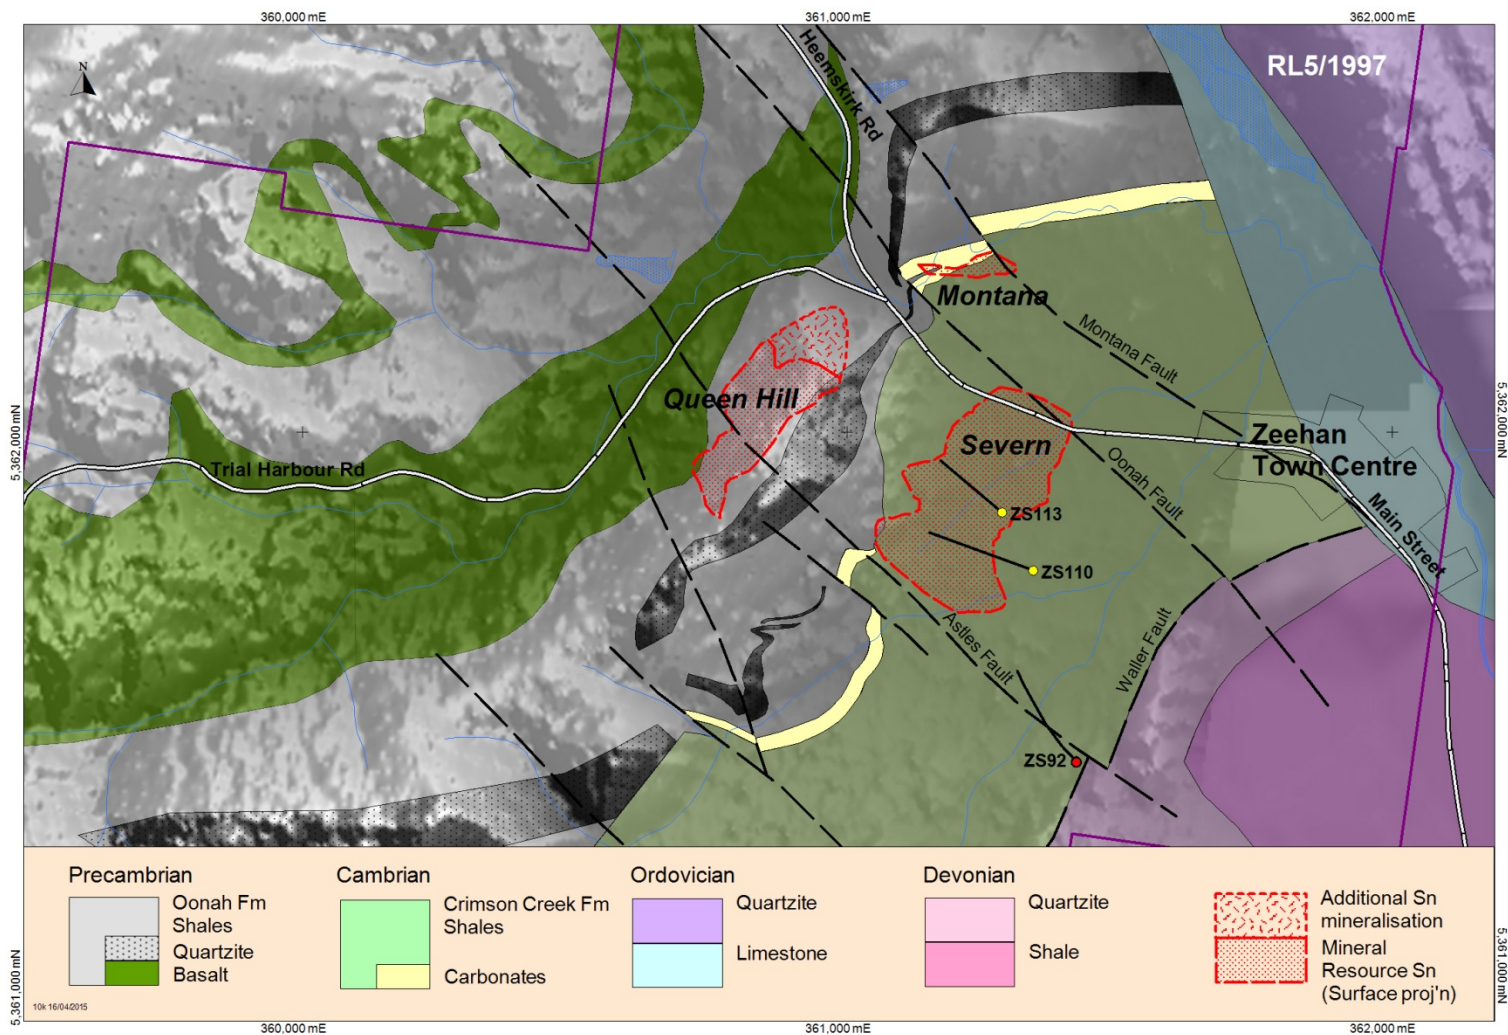 360,000 mE
361,000 mE
362,000 mE
N
Heemskirk Rd
RL5/1997
Montana
Montana Fault
Queen Hill
5,362,000 mN
5,362,000 mN
Severn
Zeehan
Town Centre
Trial Harbour Rd
Oonah Fault
Main Street
ZS113
ZS110
Astles Fault
Waller Fault
ZS92
Precambrian
Oonah Fm
Shales
Quartzite
Basalt
Cambrian
Crimson Creek Fm
Shales
Carbonates
Ordovician
Quartzite
Limestone
Devonian
Quartzite
Shale
Additional Sn
mineralisation
Mineral
Resource Sn
(Surface proj'n)
5,361,000 mN
5,361,000 mN
10k 16/04/2015
360,000 mE
361,000 mE
362,000 mE